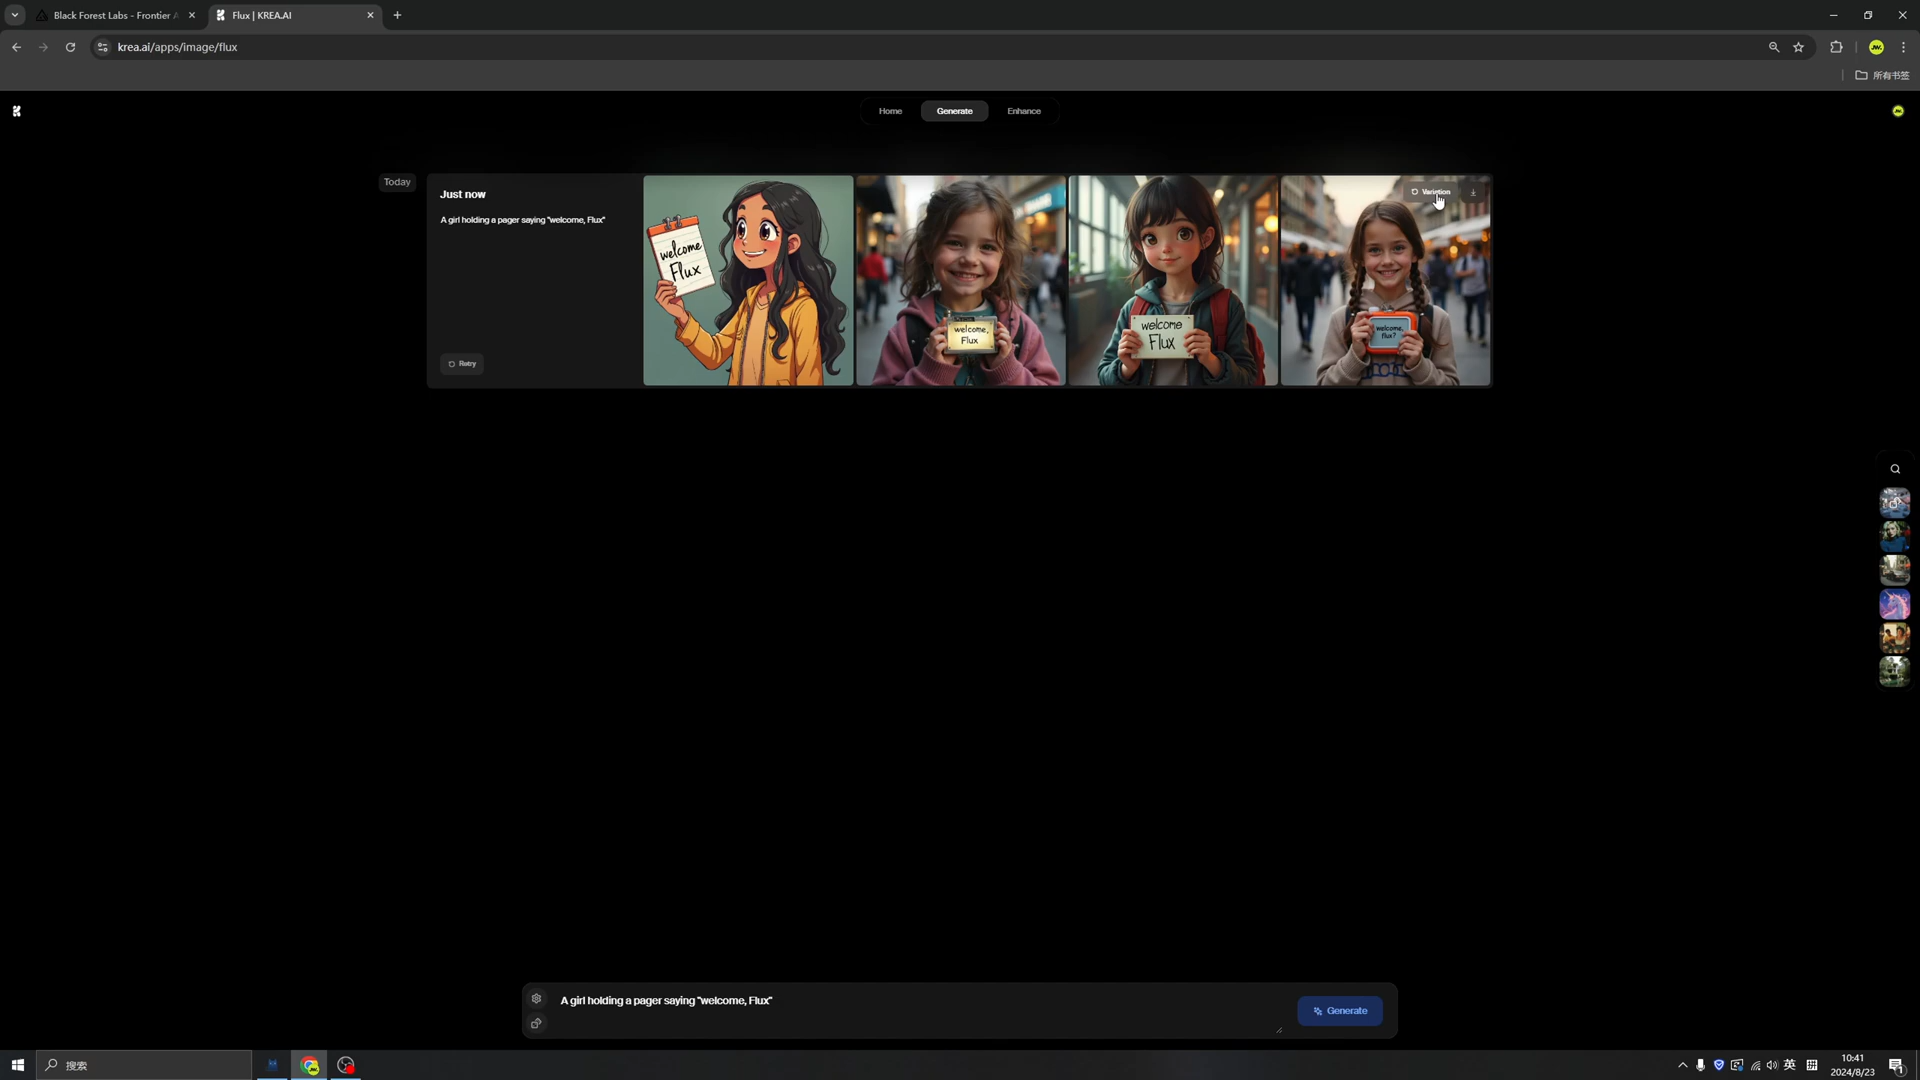 Black Forest Labs - Frontier A
Flux | KREA.AI
krea.ai/apps/image/flux
所有书签
Home
Generate
Enhance
Today
Just now
A girl holding a pager saying "welcome, Flux"
Retry
welcome
Flux
welcome,
Flux
welcome
Flux
Variation
welcome,
flux?
A girl holding a pager saying "welcome, Flux"
Generate
搜索
英
10:41
2024/8/23